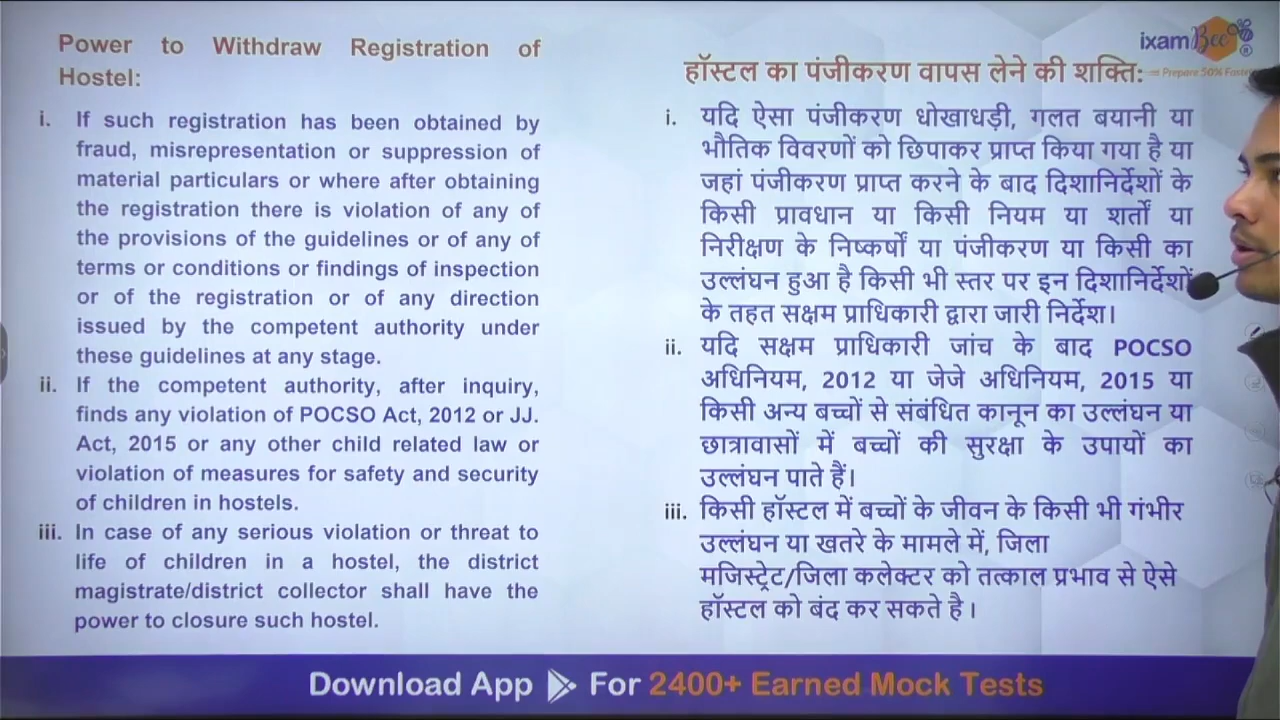 Power to Withdraw Registration of
Hostel:
i. If such registration has been obtained by
fraud, misrepresentation or suppression of
material particulars or where after obtaining
the registration there is violation of any of
the provisions of the guidelines or of any of
terms or conditions or findings of inspection
or of the registration or of any direction
issued by the competent authority under
these guidelines at any stage.
ii. If the competent authority, after inquiry,
finds any violation of POCSO Act, 2012 or JJ.
Act, 2015 or any other child related law or
violation of measures for safety and security
of children in hostels.
iii. In case of any serious violation or threat to
life of children in a hostel, the district
magistrate/district collector shall have the
power to closure such hostel.
ixamBee
Prepare 50% Faster
हॉस्टल का पंजीकरण वापस लेने की शक्ति:
i. यदि ऐसा पंजीकरण धोखाधड़ी, गलत बयानी या
भौतिक विवरणों को छिपाकर प्राप्त किया गया है या
जहां पंजीकरण प्राप्त करने के बाद दिशानिर्देशों के
किसी प्रावधान या किसी नियम या शर्तों या
निरीक्षण के निष्कर्षों या पंजीकरण या किसी का
उल्लंघन हुआ है किसी भी स्तर पर इन दिशानिर्देशों
के तहत सक्षम प्राधिकारी द्वारा जारी निर्देश।
ii. यदि सक्षम प्राधिकारी जांच के बाद POCSO
अधिनियम, 2012 या जेजे अधिनियम, 2015 या
किसी अन्य बच्चों से संबंधित कानून का उल्लंघन या
छात्रावासों में बच्चों की सुरक्षा के उपायों का
उल्लंघन पाते हैं।
iii. किसी हॉस्टल में बच्चों के जीवन के किसी भी गंभीर
उल्लंघन या खतरे के मामले में, जिला
मजिस्ट्रेट/जिला कलेक्टर को तत्काल प्रभाव से ऐसे
हॉस्टल को बंद कर सकते है ।
Download App For 2400+ Earned Mock Tests